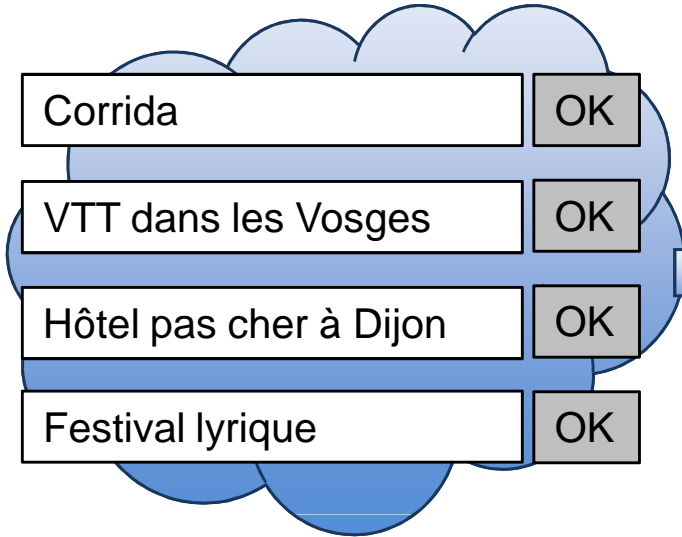 Corrida OK
VTT dans les Vosges OK
Hôtel pas cher à Dijon OK
Festival lyrique OK